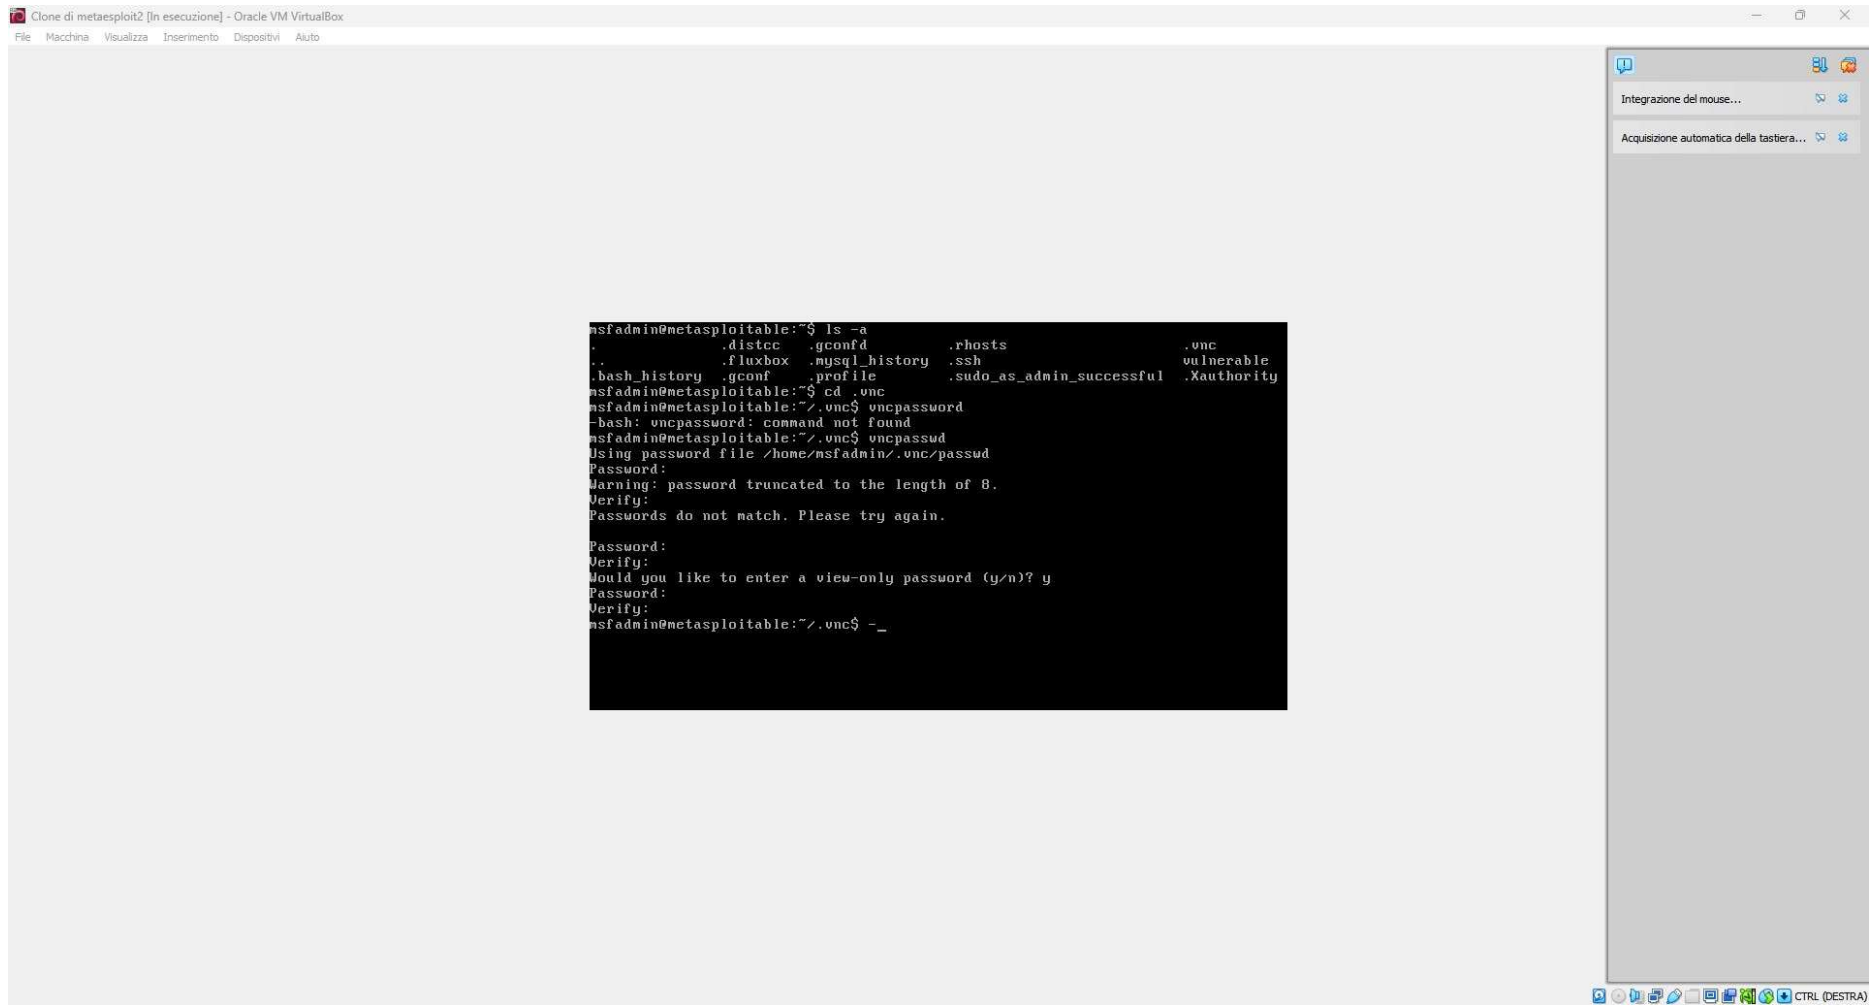 Clone di metaesploit2 [In esecuzione] - Oracle VM VirtualBox
File Macchina Visualizza Inserimento Dispositivi Aiuto
Integrazione del mouse...
Acquisizione automatica della tastiera...
msfadmin@metasploitable:~$ ls -a
. .distcc .gconfd .rhosts .vnc
.. .fluxbox .mysql_history .ssh vulnerable
.bash_history .gconf .profile .sudo_as_admin_successful .Xauthority
msfadmin@metasploitable:~$ cd .vnc
msfadmin@metasploitable:~/.vnc$ vncpassword
-bash: vncpassword: command not found
msfadmin@metasploitable:~/.vnc$ vncpasswd
Using password file /home/msfadmin/.vnc/passwd
Password:
Warning: password truncated to the length of 8.
Verify:
Passwords do not match. Please try again.
Password:
Verify:
Would you like to enter a view-only password (y/n)? y
Password:
Verify:
msfadmin@metasploitable:~/.vnc$ -_
CTRL (DESTRA)